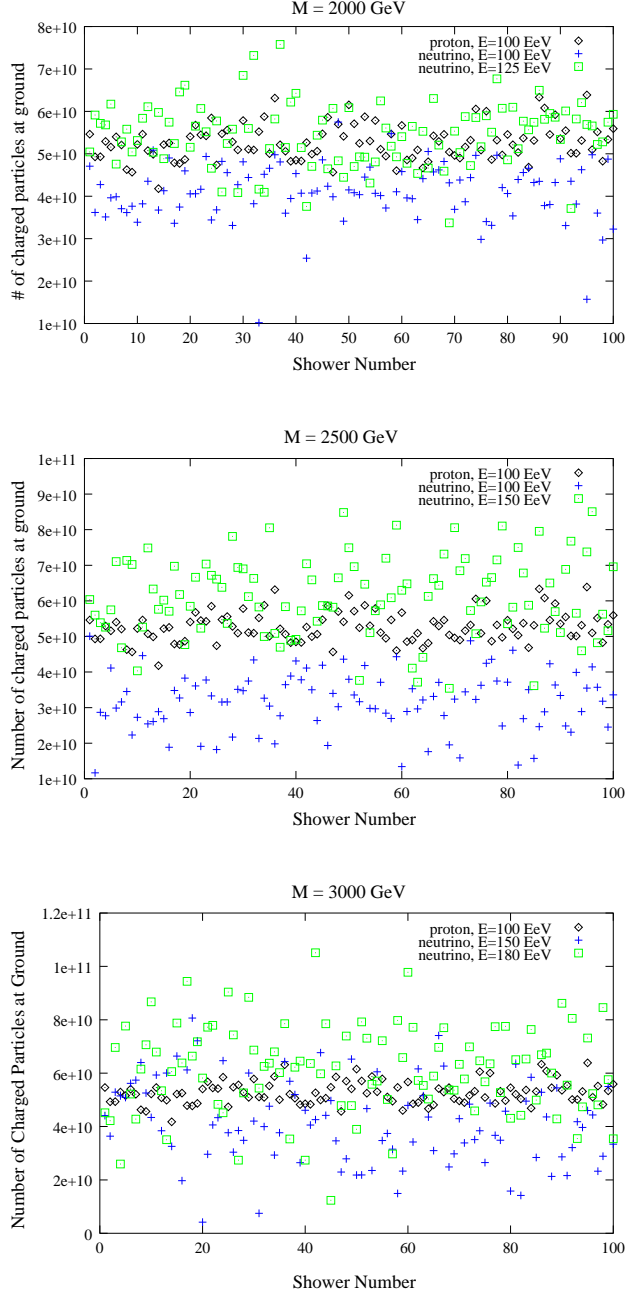 M = 2000 GeV
# of charged particles at ground
8e+10
7e+10
6e+10
5e+10
4e+10
3e+10
2e+10
1e+10
proton, E=100 EeV
neutrino, E=100 EeV
neutrino, E=125 EeV
0 10 20 30 40 50 60 70 80 90 100
Shower Number
M = 2500 GeV
Number of charged particles at ground
1e+11
9e+10
8e+10
7e+10
6e+10
5e+10
4e+10
3e+10
2e+10
1e+10
proton, E=100 EeV
neutrino, E=100 EeV
neutrino, E=150 EeV
0 20 40 60 80 100
Shower Number
M = 3000 GeV
Number of Charged Particles at Ground
1.2e+11
1e+11
8e+10
6e+10
4e+10
2e+10
0
proton, E=100 EeV
neutrino, E=150 EeV
neutrino, E=180 EeV
0 20 40 60 80 100
Shower Number